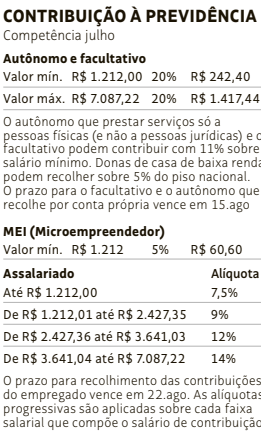 CONTRIBUIÇÃO À PREVIDÊNCIA
Competência julho
Autônomo e facultativo
Valor mín. R$ 1.212,00 20% R$ 242,40
Valor máx. R$ 7.087,22 20% R$ 1.417,44
O autônomo que prestar serviços só a
pessoas físicas (e não a pessoas jurídicas) e o
facultativo podem contribuir com 11% sobre
salário mínimo. Donas de casa de baixa renda
podem recolher sobre 5% do piso nacional.
O prazo para o facultativo e o autônomo que
recolhe por conta própria vence em 15.ago
MEI (Microempreendedor)
Valor mín. R$ 1.212 5% R$ 60,60
Assalariado Alíquota
Até R$ 1.212,00 7,5%
De R$ 1.212,01 até R$ 2.427,35 9%
De R$ 2.427,36 até R$ 3.641,03 12%
De R$ 3.641,04 até R$ 7.087,22 14%
O prazo para recolhimento das contribuições
do empregado vence em 22.ago. As alíquotas
progressivas são aplicadas sobre cada faixa
salarial que compõe o salário de contribuição